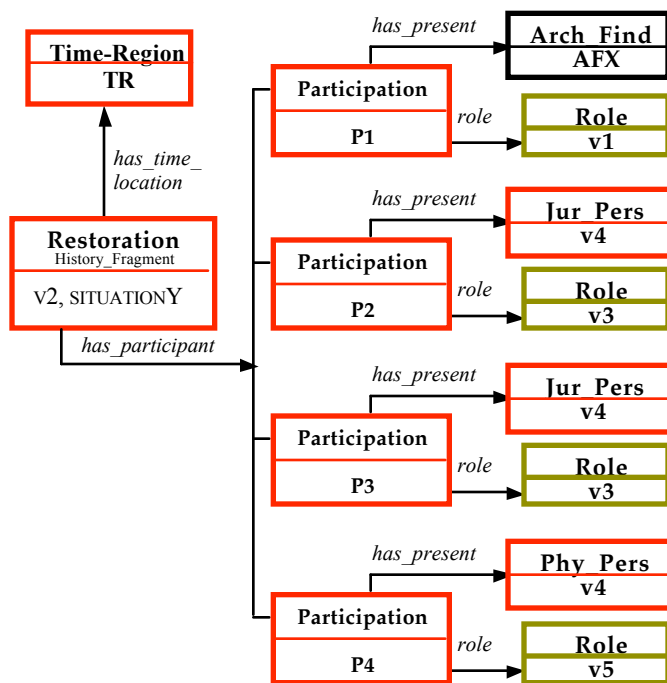 Time-Region
TR
has_time_
location
Restoration
History_Fragment
v2, SITUATIONY
has_participant
has_present
Arch_Find
AFX
Participation
P1
role
Role
v1
has_present
Jur_Pers
v4
Participation
P2
role
Role
v3
has_present
Jur_Pers
v4
Participation
P3
role
Role
v3
has_present
Phy_Pers
v4
Participation
P4
role
Role
v5